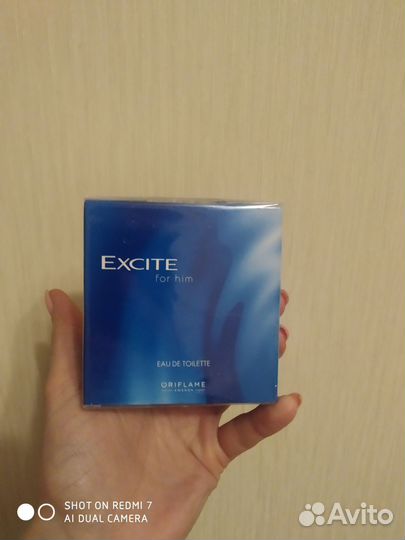 EXCITE
for him
EAU DE TOILETTE
ORIFLAME
SHOT ON REDMI 7
AI DUAL CAMERA
Avito